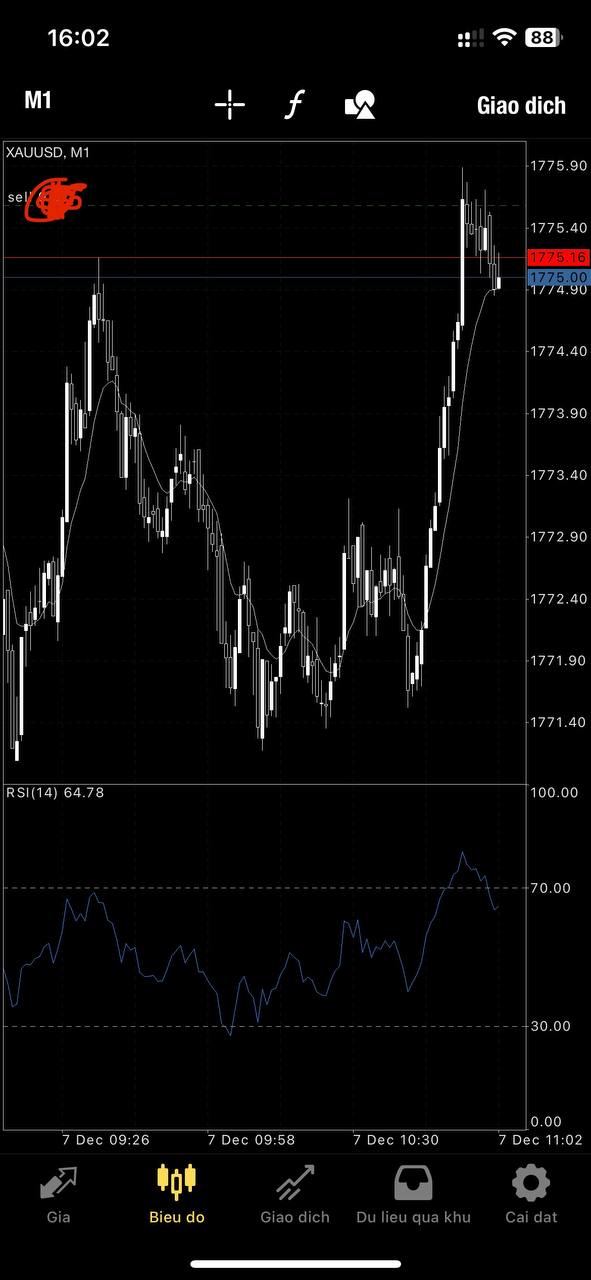 16:02
88
M1
Giao dich
XAUUSD, M1
1775.90
sell
1775.40
1775.16
1775.00
1774.90
1774.40
1773.90
1773.40
1772.90
1772.40
1771.90
1771.40
RSI(14) 64.78
100.00
70.00
30.00
0.00
7 Dec 09:26 7 Dec 09:58 7 Dec 10:30 7 Dec 11:02
Gia Bieu do Giao dich Du lieu qua khu Cai dat